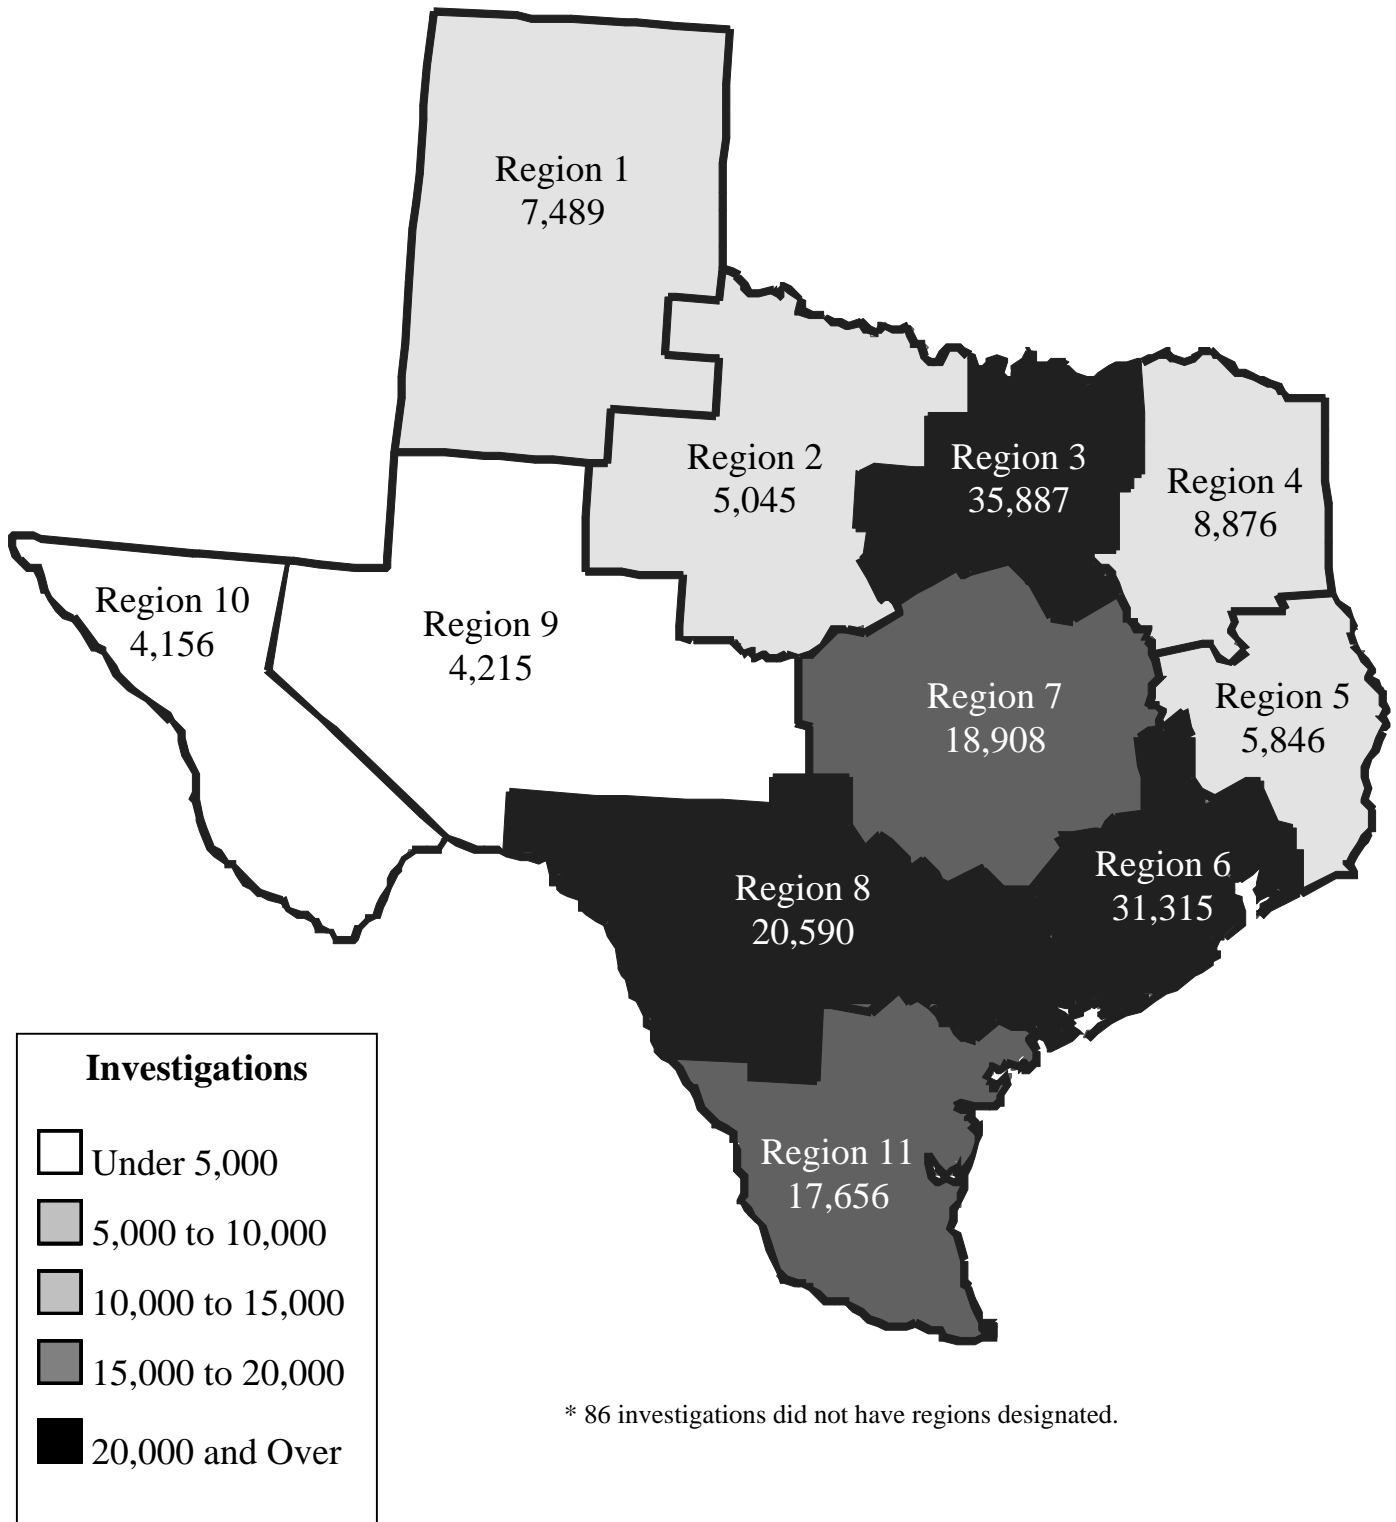 Region 1
7,489
Region 2
5,045
Region 3
35,887
Region 4
8,876
Region 10
4,156
Region 9
4,215
Region 7
18,908
Region 5
5,846
Region 8
20,590
Region 6
31,315
Region 11
17,656
Investigations
Under 5,000
5,000 to 10,000
10,000 to 15,000
15,000 to 20,000
20,000 and Over
* 86 investigations did not have regions designated.